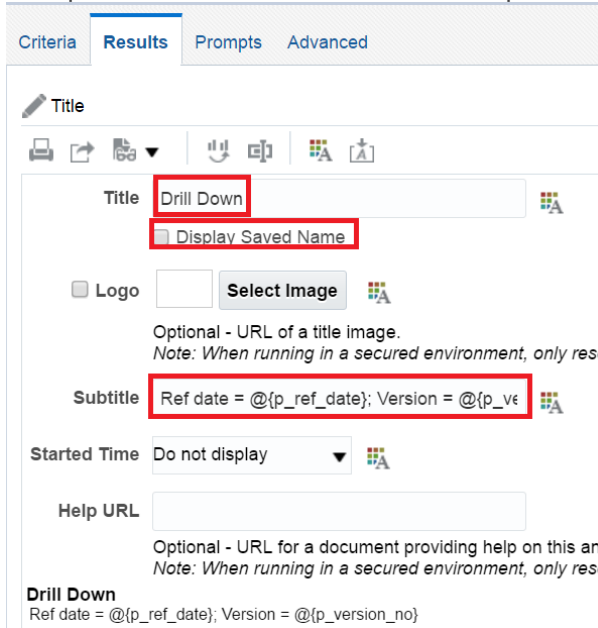 Criteria Results Prompts Advanced
Title
Title Drill Down
Display Saved Name
Logo Select Image
Optional - URL of a title image.
Note: When running in a secured environment, only res
Subtitle Ref date = @{p_ref_date}; Version = @{p_ve
Started Time Do not display
Help URL
Optional - URL for a document providing help on this an
Note: When running in a secured environment, only res
Drill Down
Ref date = @{p_ref_date}; Version = @{p_version_no}